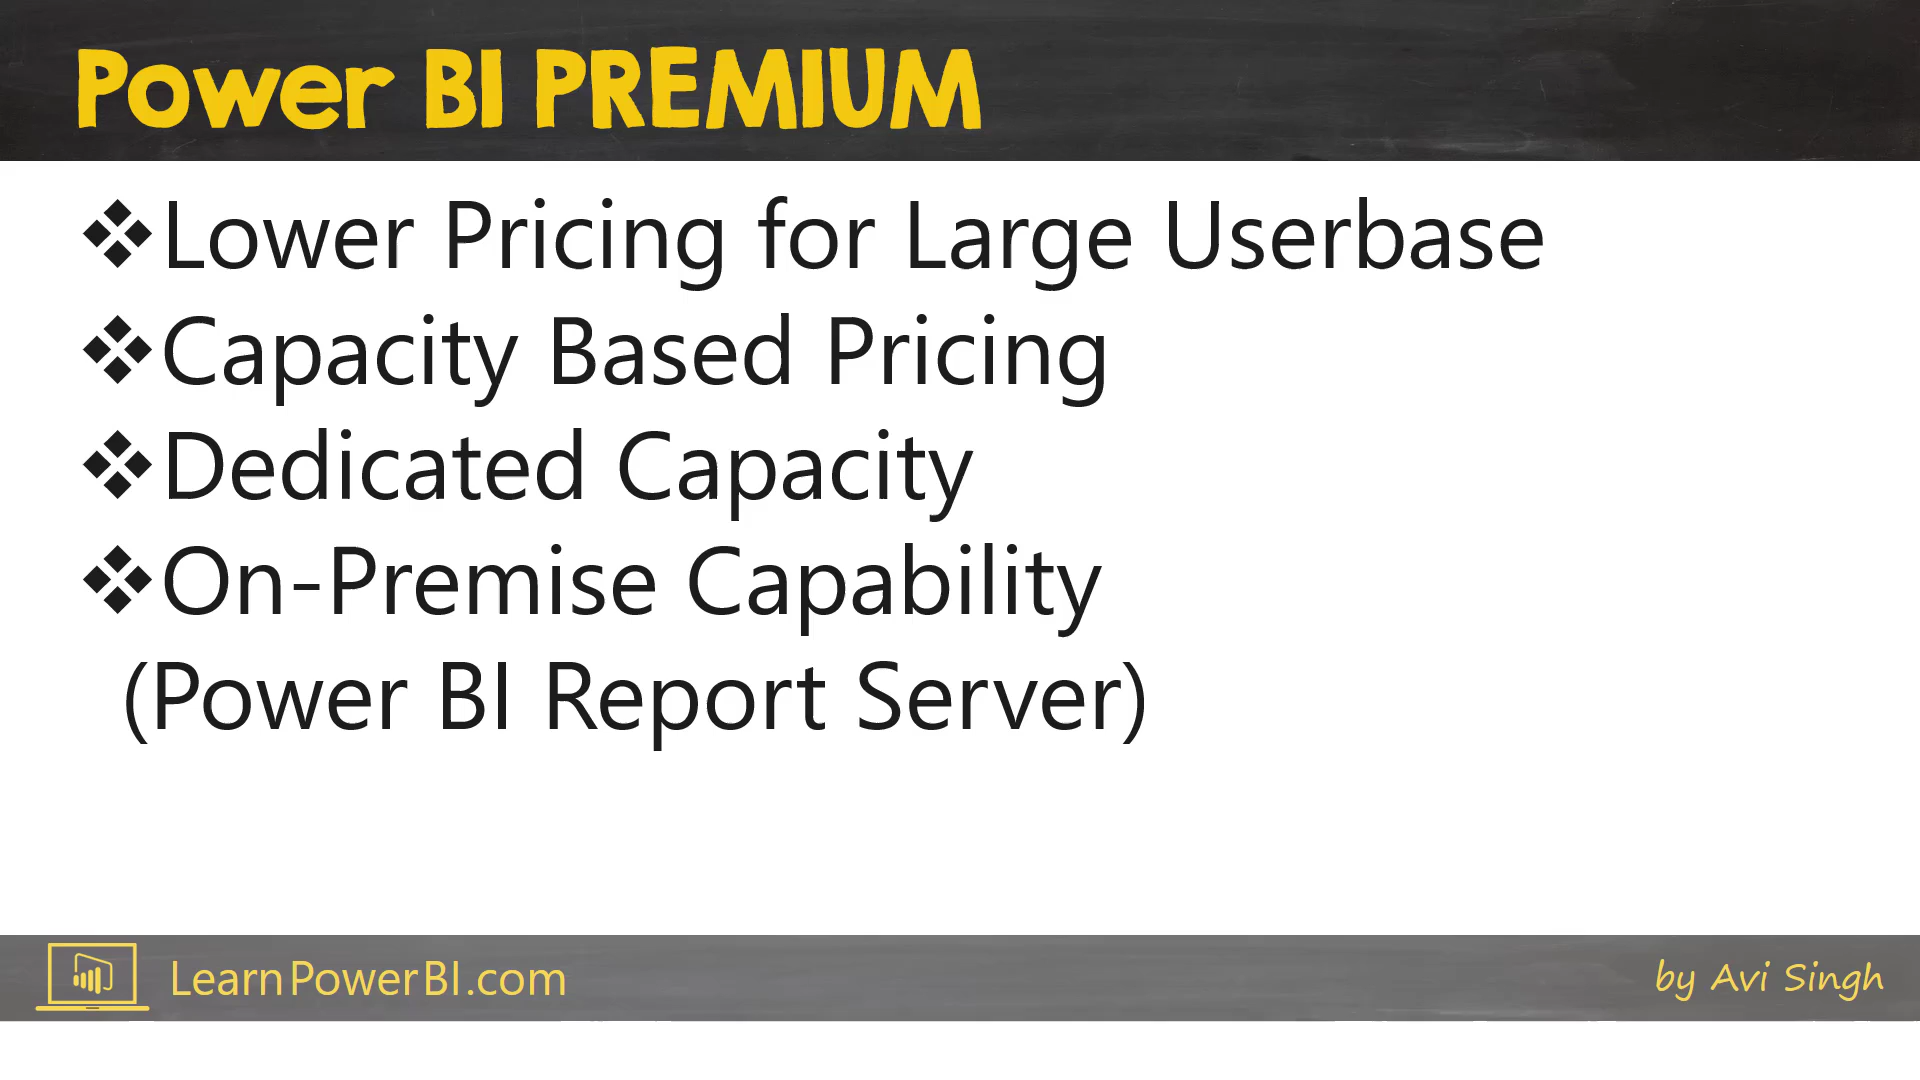 Power BI PREMIUM
❖Lower Pricing for Large Userbase
❖Capacity Based Pricing
❖Dedicated Capacity
❖On-Premise Capability
(Power BI Report Server)
LearnPowerBI.com
by Avi Singh